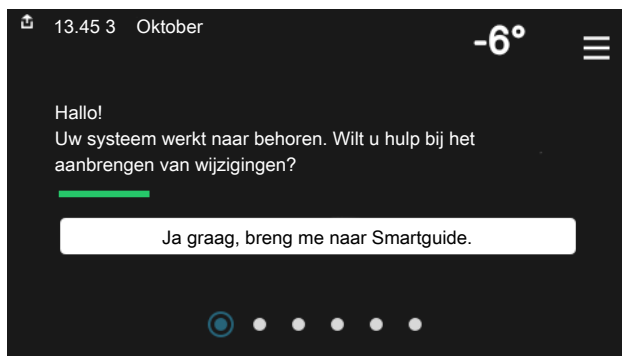 13.45 3 Oktober
-6°
Hallo!
Uw systeem werkt naar behoren. Wilt u hulp bij het
aanbrengen van wijzigingen?
Ja graag, breng me naar Smartguide.